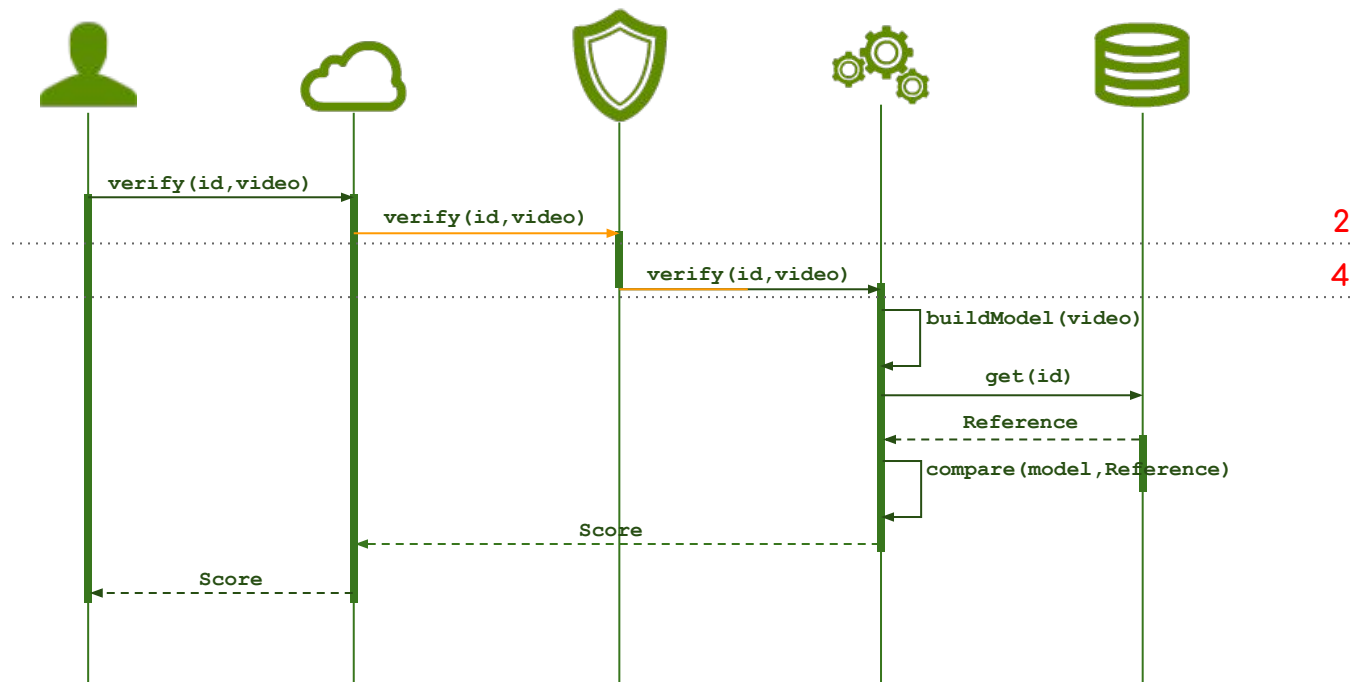 verify(id,video)
verify(id,video)
2
verify(id,video)
4
buildModel(video)
get(id)
Reference
compare(model,Reference)
Score
Score